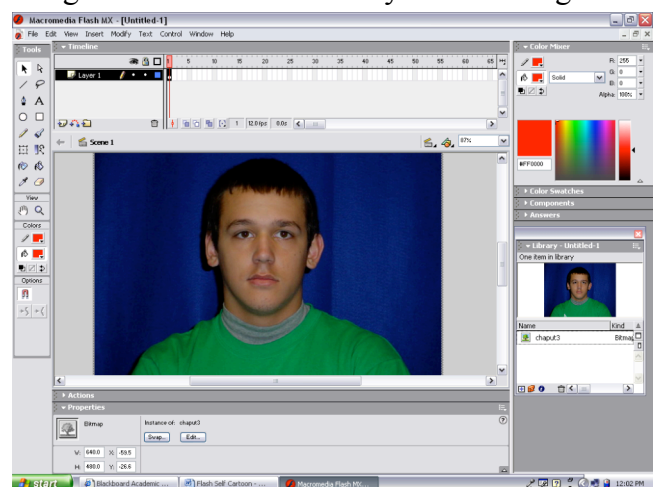 Macromedia Flash MX - [Untitled-1]
File Edit View Insert Modify Text Control Window Help
Tools
View
Colors
Options
Timeline
5 10 15 20 25 30 35 40 45 50 55 60 65
Layer 1
1 12.0 fps 0.0s
Scene 1
87%
Actions
Properties
Bitmap
Instance of: chaput3
Swap... Edit...
W: 640.0 X: -59.5
H: 480.0 Y: -26.6
Color Mixer
R: 255
Solid G: 0
B: 0
Alpha: 100%
#FF0000
Color Swatches
Components
Answers
Library - Untitled-1
One item in library
Name Kind
chaput3 Bitmap
start Blackboard Academic ... Flash Self Cartoon - ... Macromedia Flash MX... 12:02 PM